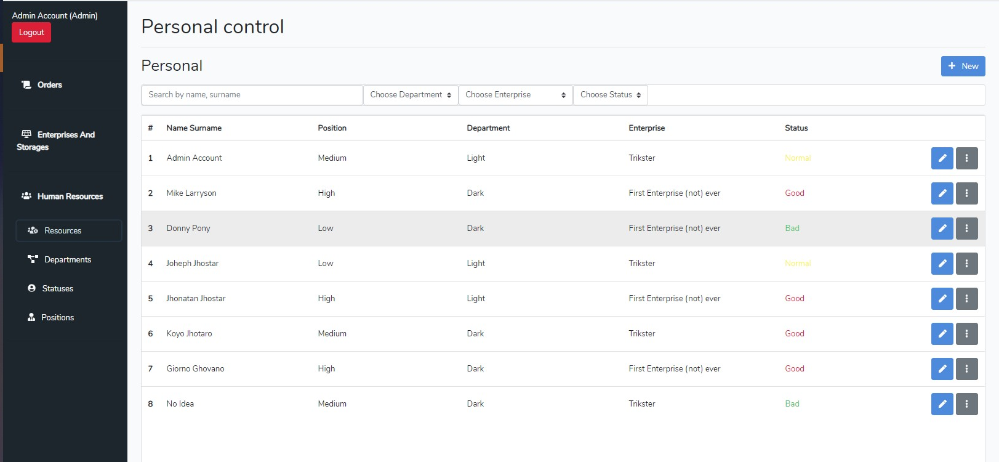 Admin Account (Admin)
Logout
Orders
Enterprises And
Storages
Human Resources
Resources
Departments
Statuses
Positions
Personal control
Personal
New
Search by name, surname Choose Department Choose Enterprise Choose Status
# Name Surname Position Department Enterprise Status
1 Admin Account Medium Light Trikster Normal
2 Mike Larryson High Dark First Enterprise (not) ever Good
3 Donny Pony Low Dark First Enterprise (not) ever Bad
4 Joheph Jhostar Low Light Trikster Normal
5 Jhonatan Jhostar High Light First Enterprise (not) ever Good
6 Koyo Jhotaro Medium Dark Trikster Good
7 Giorno Ghovano High Dark First Enterprise (not) ever Good
8 No Idea Medium Dark Trikster Bad